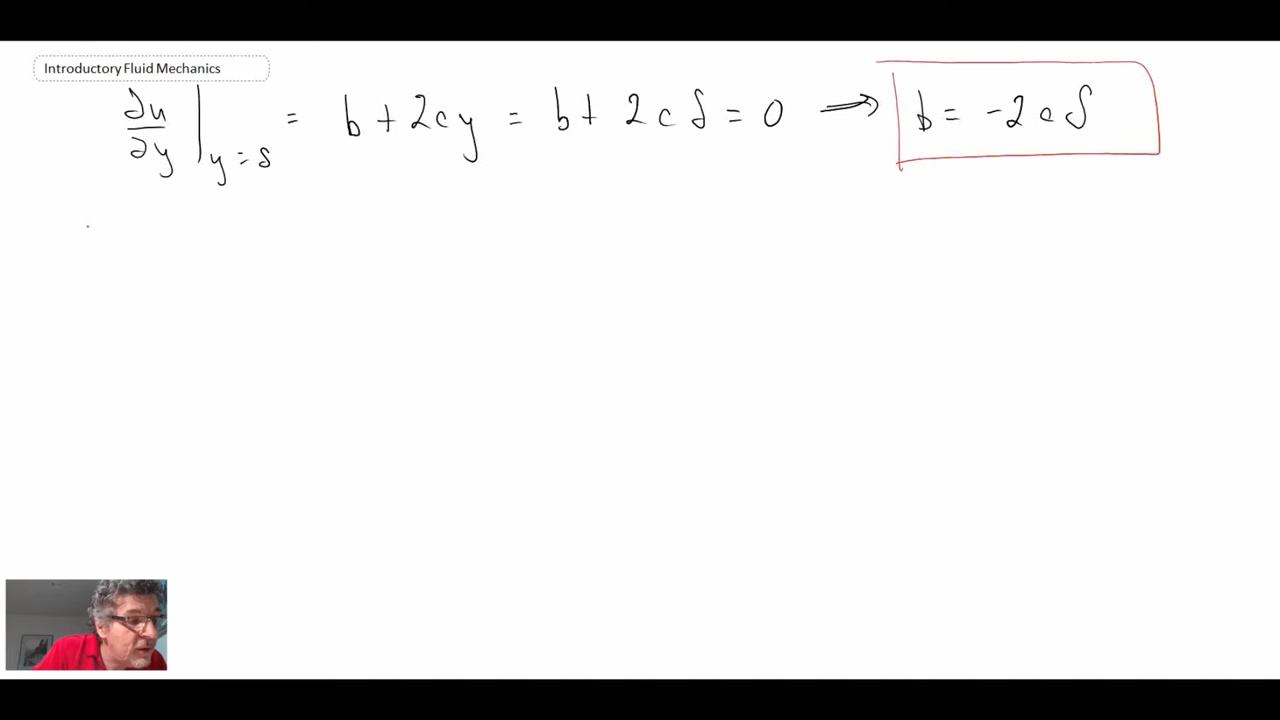 Introductory Fluid Mechanics
∂u/∂y |y=δ = b + 2cy = b + 2cδ = 0 ⇒ b = -2cδ